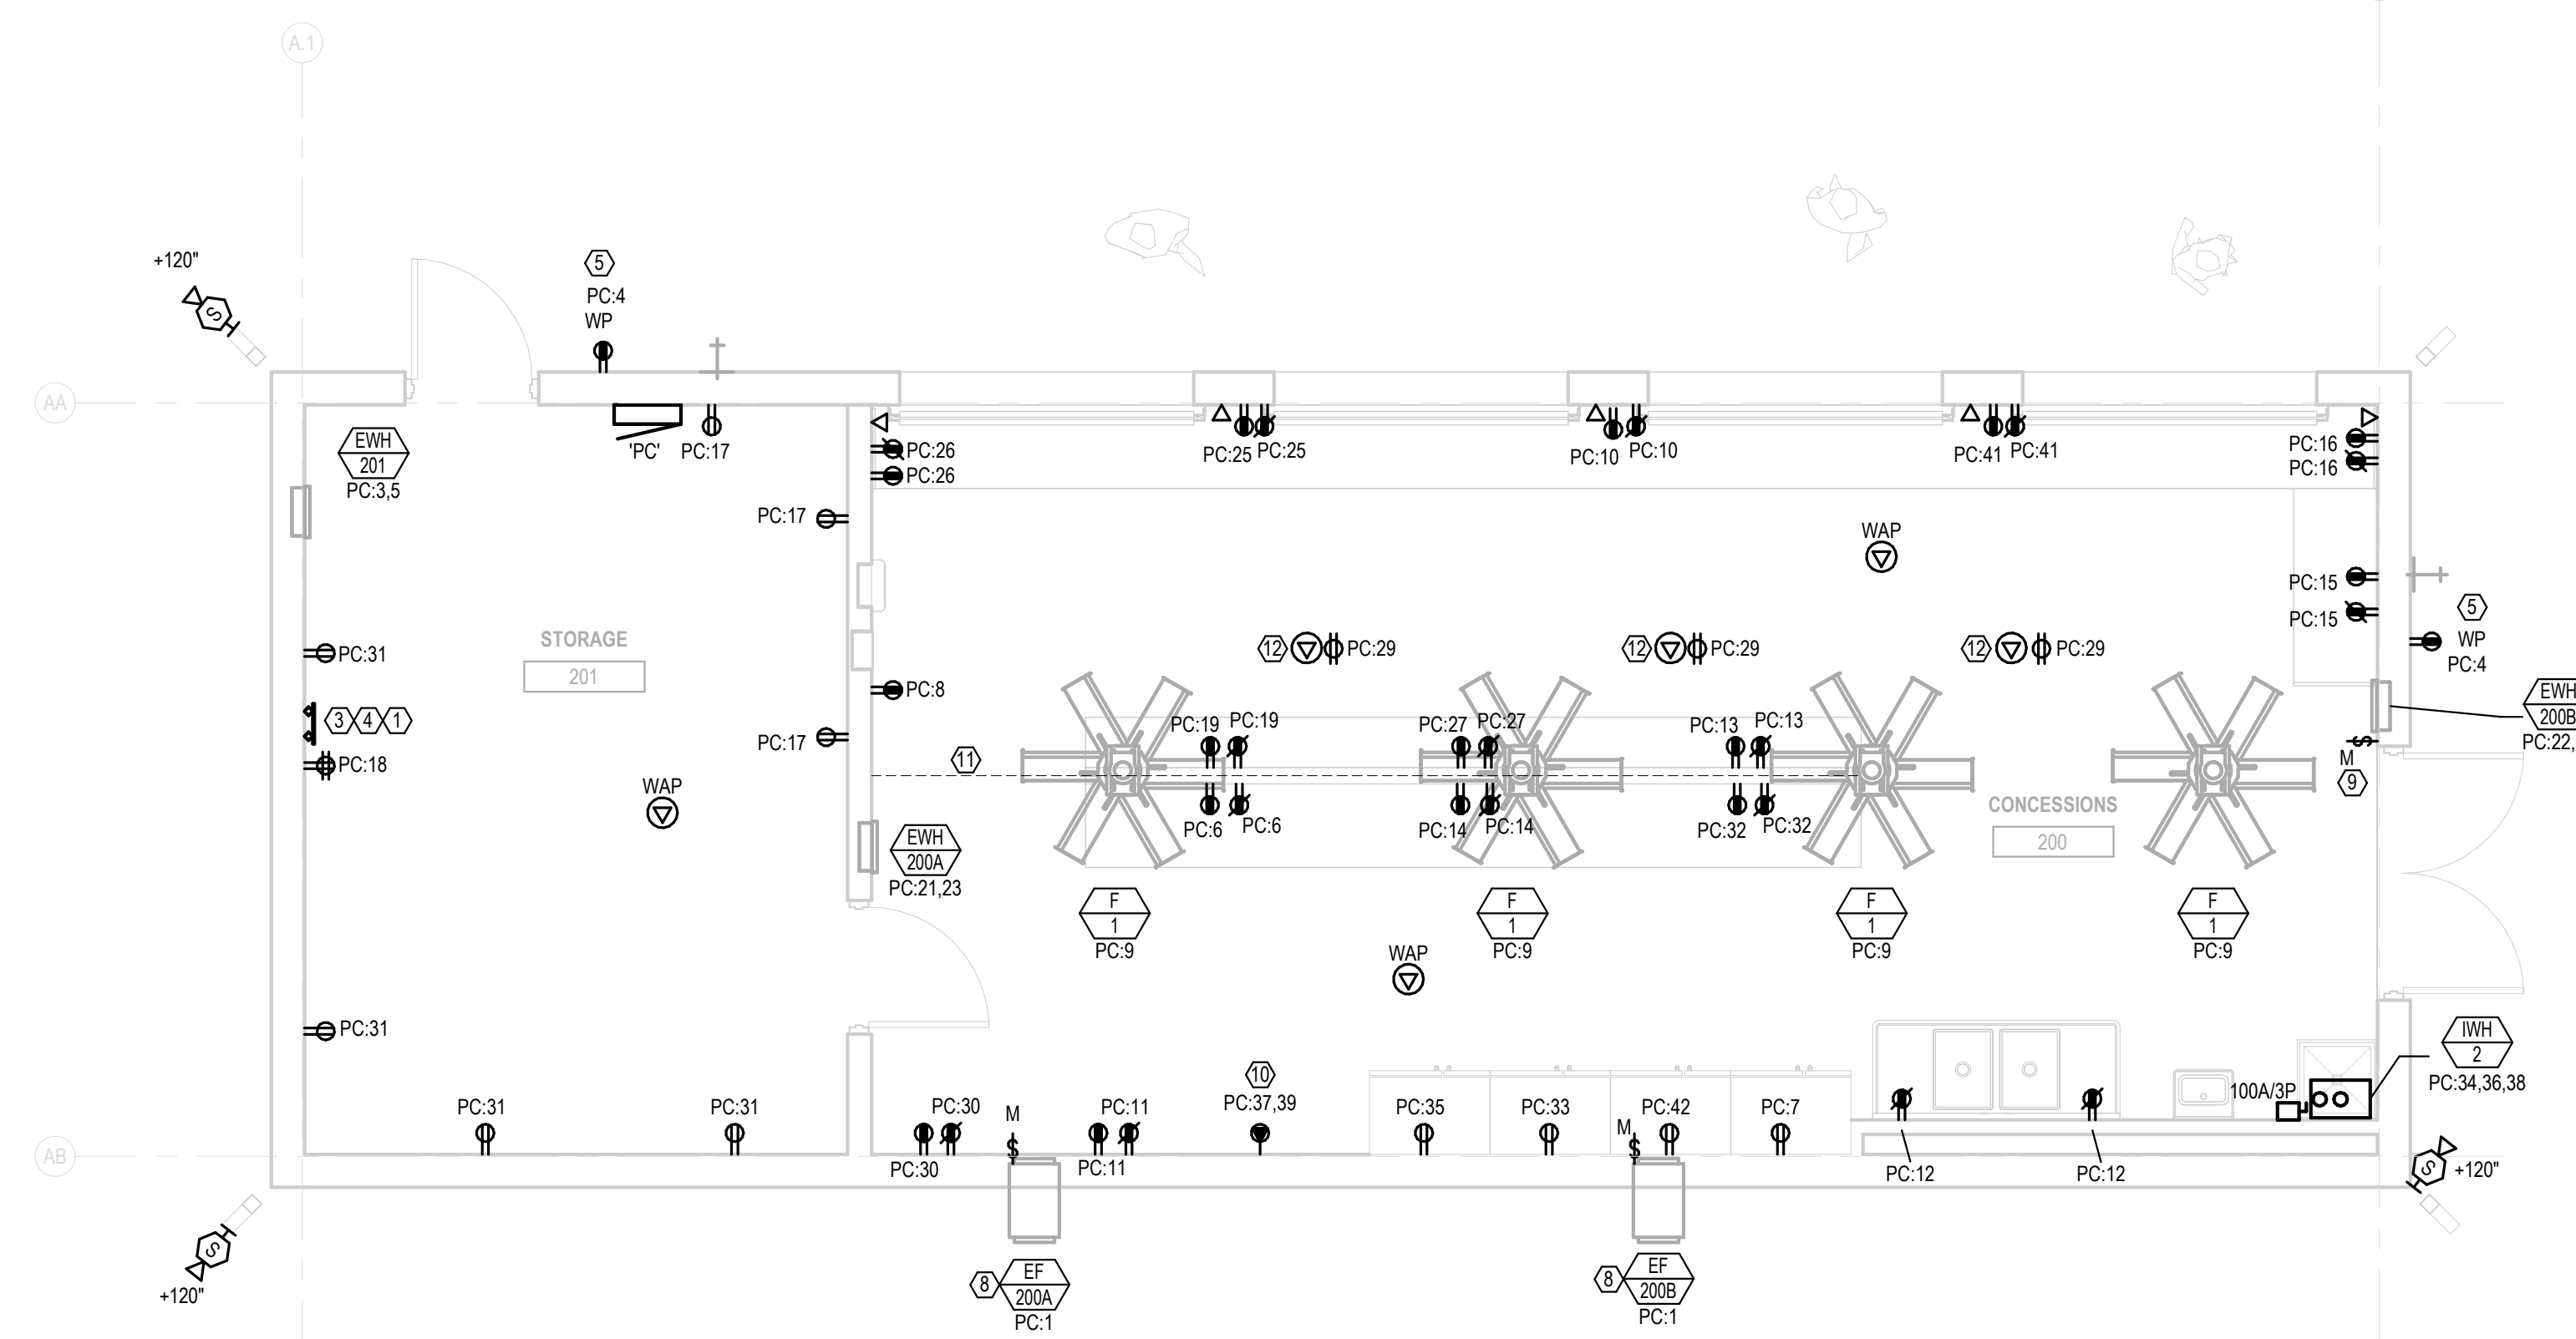 A.1
+120"
S
5
PC:4
WP
AA
EWH
201
PC:3,5
'PC'
PC:17
PC:26
PC:26
PC:25
PC:25
PC:10
PC:10
PC:41
PC:41
PC:16
PC:16
PC:17
WAP
PC:15
PC:15
5
WP
PC:4
STORAGE
201
PC:31
12
PC:29
12
PC:29
12
PC:29
PC:8
EWH
200B
PC:22,
3
4
1
PC:18
PC:17
11
PC:19
PC:19
PC:27
PC:27
PC:13
PC:13
$
M
9
WAP
PC:6
PC:6
PC:14
PC:14
PC:32
PC:32
CONCESSIONS
200
EWH
200A
PC:21,23
F
1
PC:9
F
1
PC:9
F
1
PC:9
F
1
PC:9
WAP
PC:31
IWH
2
PC:34,36,38
100A/3P
PC:31
PC:31
PC:30
PC:30
M
$
PC:11
PC:11
10
PC:37,39
PC:35
PC:33
M
$
PC:42
PC:7
PC:12
PC:12
AB
S
+120"
S
+120"
8
EF
200A
PC:1
8
EF
200B
PC:1